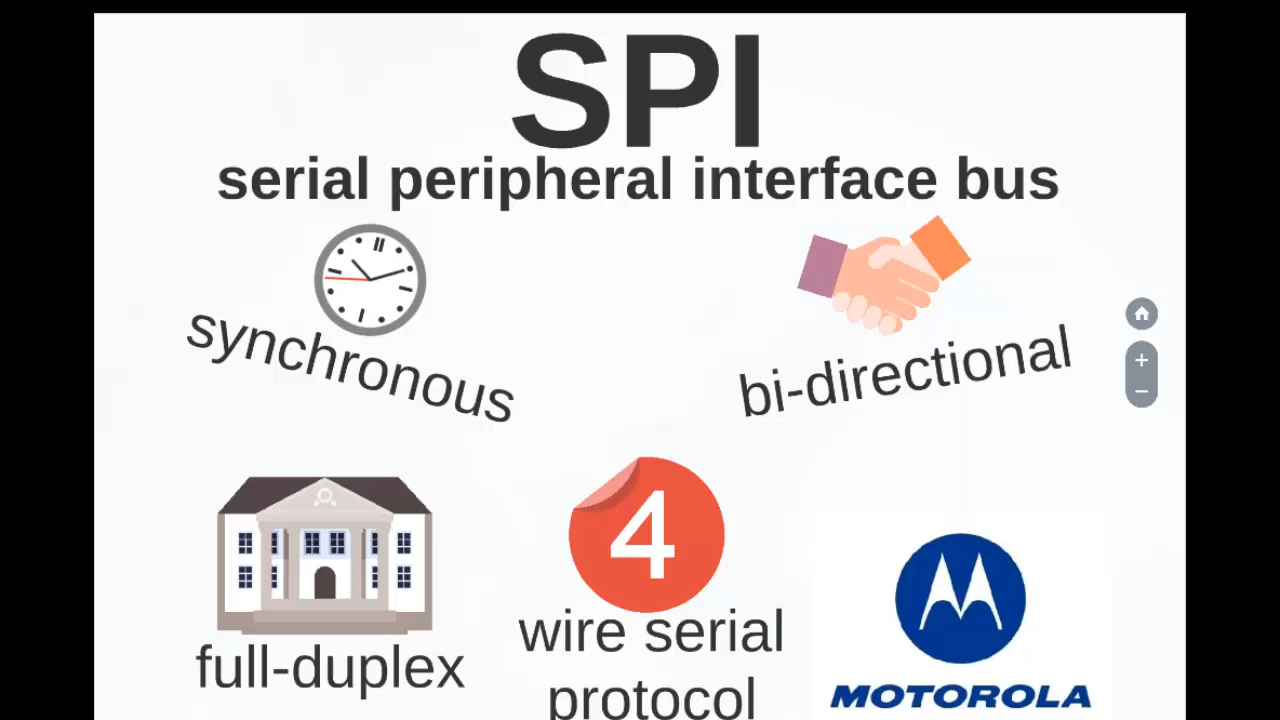 SPI
serial peripheral interface bus
synchronous
bi-directional
4
wire serial
protocol
full-duplex
MOTOROLA